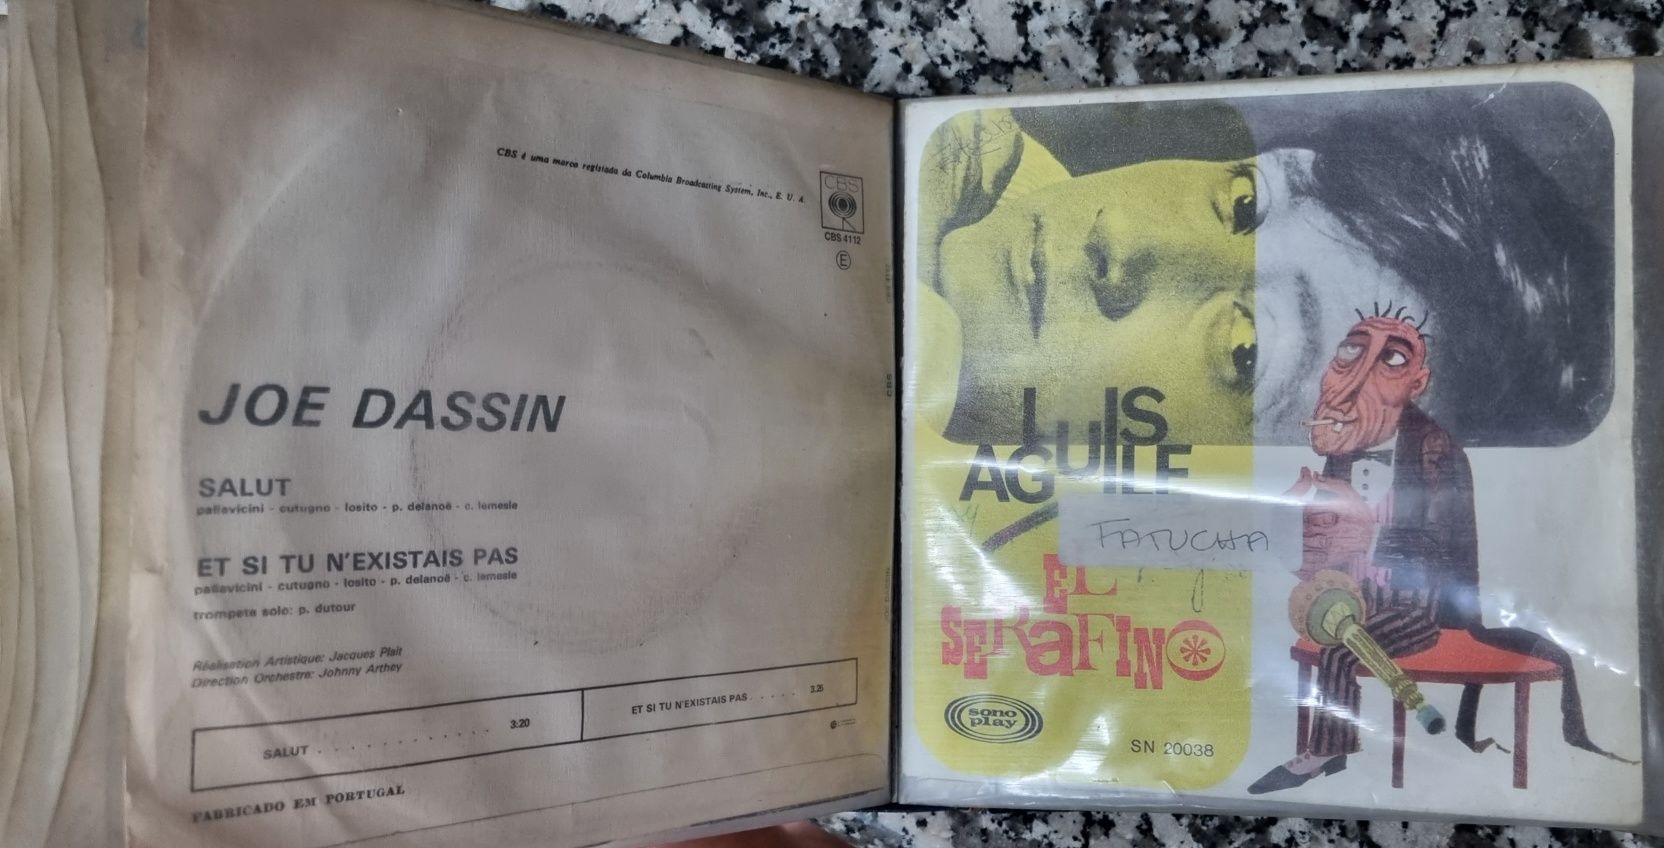 CBS é uma marca registada da Columbia Broadcasting System, Inc., E. U. A.
CBS
CBS 4112
E
JOE DASSIN
SALUT
pallavicini - cutugno - losito - p. delanoë - c. lemesle
ET SI TU N'EXISTAIS PAS
pallavicini - cutugno - losito - p. delanoë - c. lemesle
trompete solo: p. dutour
Réalisation Artistique: Jacques Plait
Direction Orchestre: Johnny Arthey
SALUT . . . . . . . . . . . . 3:20
ET SI TU N'EXISTAIS PAS . . . . . 3.25
FABRICADO EM PORTUGAL
CBS
LUIS
AGUILE
FATUCHA
EL
SERAFINO
sono
play
SN 20038